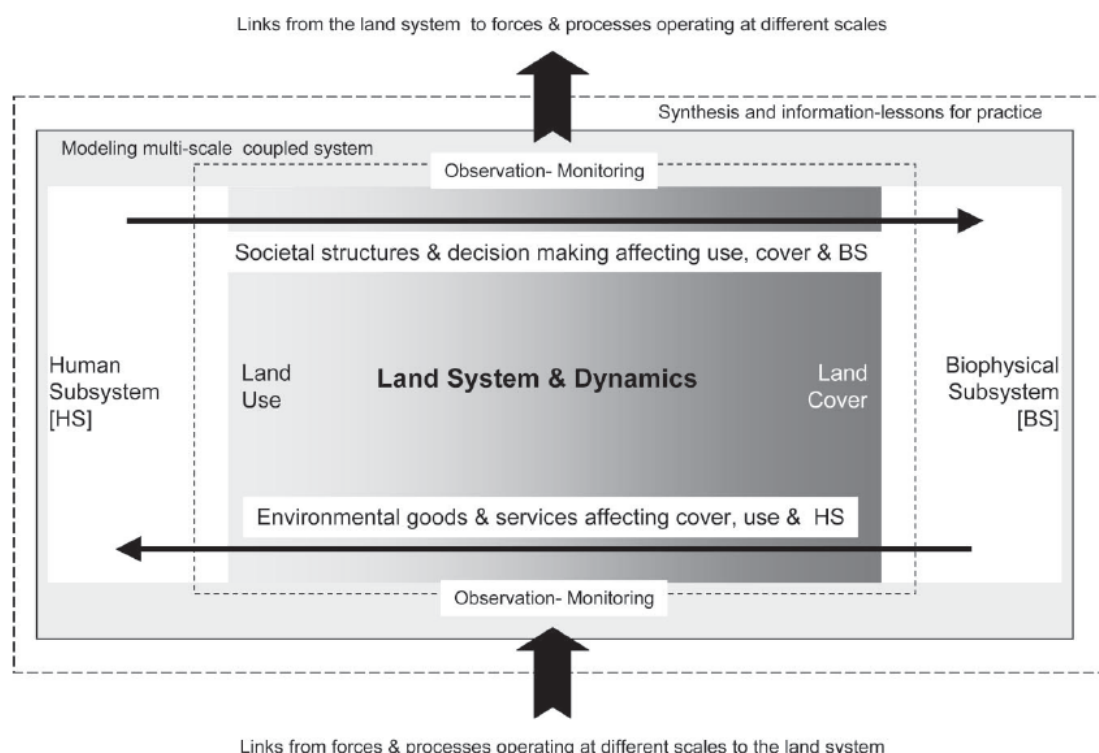 Links from the land system to forces & processes operating at different scales
Synthesis and information-lessons for practice
Modeling multi-scale coupled system
Observation- Monitoring
Societal structures & decision making affecting use, cover & BS
Human
Subsystem
[HS]
Land
Use
Land System & Dynamics
Land
Cover
Biophysical
Subsystem
[BS]
Environmental goods & services affecting cover, use & HS
Observation- Monitoring
Links from forces & processes operating at different scales to the land system